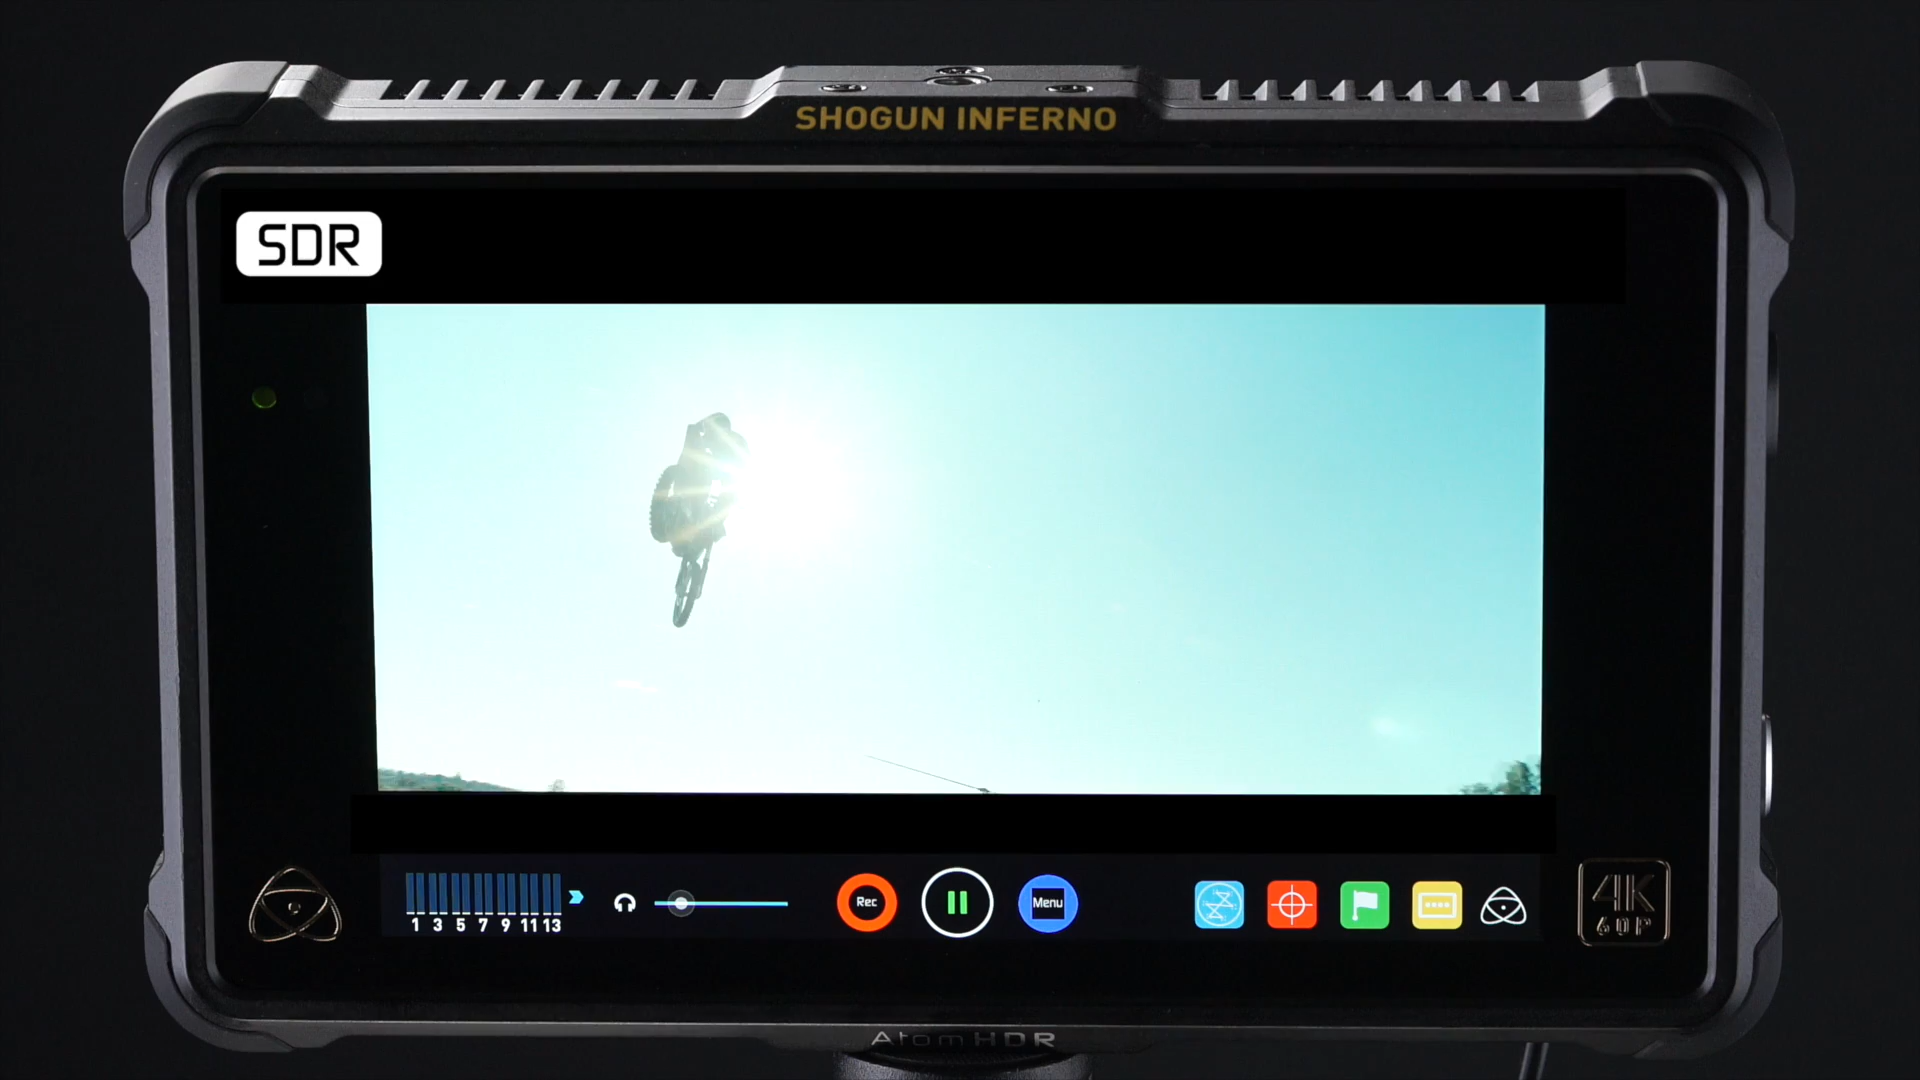 SHOGUN INFERNO
SDR
1 3 5 7 9 11 13
Rec
Menu
4K
60P
AtomHDR